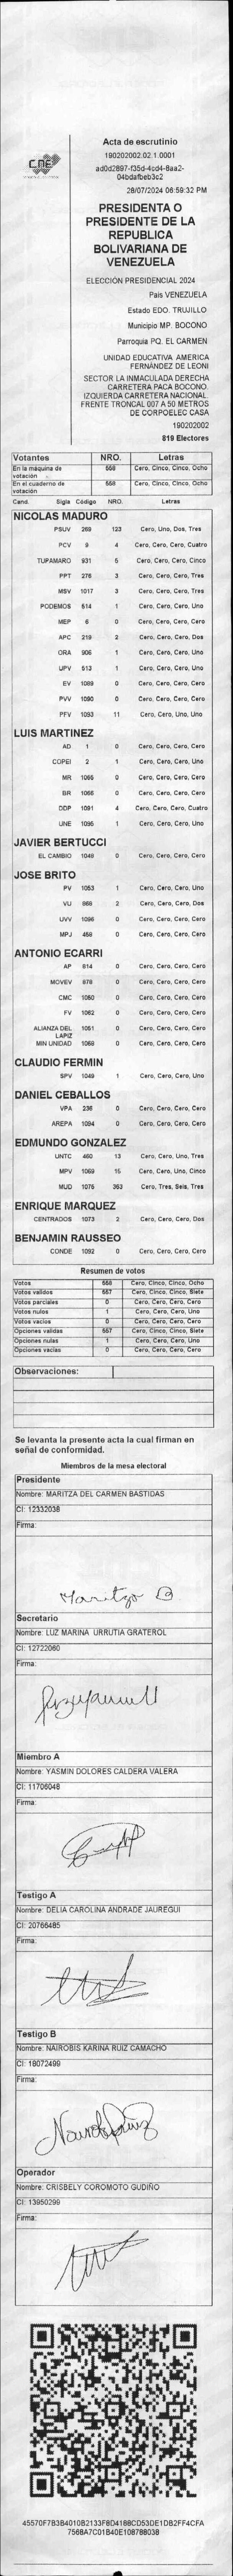 CNE
Acta de escrutinio
190202002.02.1.0001
ad0d2897-f35d-4cd4-8aa2-
04bdafbeb3c2
28/07/2024 06:59:32 PM
PRESIDENTA O
PRESIDENTE DE LA
REPUBLICA
BOLIVARIANA DE
VENEZUELA
ELECCIÓN PRESIDENCIAL 2024
Pais VENEZUELA
Estado EDO. TRUJILLO
Municipio MP. BOCONO
Parroquia PQ. EL CARMEN
UNIDAD EDUCATIVA AMERICA
FERNÁNDEZ DE LEONI
SECTOR LA INMACULADA DERECHA
CARRETERA PACA BOCONO.
IZQUIERDA CARRETERA NACIONAL.
FRENTE TRONCAL 007 A 50 METROS
DE CORPOELEC CASA
190202002
819 Electores
Votantes NRO. Letras
En la máquina de votación 558 Cero, Cinco, Cinco, Ocho
En el cuaderno de votación 558 Cero, Cinco, Cinco, Ocho
Cand. Sigla Código NRO. Letras
NICOLAS MADURO
PSUV 269 123 Cero, Uno, Dos, Tres
PCV 9 4 Cero, Cero, Cero, Cuatro
TUPAMARO 931 5 Cero, Cero, Cero, Cinco
PPT 276 3 Cero, Cero, Cero, Tres
MSV 1017 3 Cero, Cero, Cero, Tres
PODEMOS 514 1 Cero, Cero, Cero, Uno
MEP 6 0 Cero, Cero, Cero, Cero
APC 219 2 Cero, Cero, Cero, Dos
ORA 906 1 Cero, Cero, Cero, Uno
UPV 513 1 Cero, Cero, Cero, Uno
EV 1089 0 Cero, Cero, Cero, Cero
PVV 1090 0 Cero, Cero, Cero, Cero
PFV 1093 11 Cero, Cero, Uno, Uno
LUIS MARTINEZ
AD 1 0 Cero, Cero, Cero, Cero
COPEI 2 1 Cero, Cero, Cero, Uno
MR 1055 0 Cero, Cero, Cero, Cero
BR 1066 0 Cero, Cero, Cero, Cero
DDP 1091 4 Cero, Cero, Cero, Cuatro
UNE 1095 1 Cero, Cero, Cero, Uno
JAVIER BERTUCCI
EL CAMBIO 1048 0 Cero, Cero, Cero, Cero
JOSE BRITO
PV 1053 1 Cero, Cero, Cero, Uno
VU 868 2 Cero, Cero, Cero, Dos
UVV 1096 0 Cero, Cero, Cero, Cero
MPJ 458 0 Cero, Cero, Cero, Cero
ANTONIO ECARRI
AP 814 0 Cero, Cero, Cero, Cero
MOVEV 978 0 Cero, Cero, Cero, Cero
CMC 1050 0 Cero, Cero, Cero, Cero
FV 1062 0 Cero, Cero, Cero, Cero
ALIANZA DEL LAPIZ 1051 0 Cero, Cero, Cero, Cero
MIN UNIDAD 1058 0 Cero, Cero, Cero, Cero
CLAUDIO FERMIN
SPV 1049 1 Cero, Cero, Cero, Uno
DANIEL CEBALLOS
VPA 236 0 Cero, Cero, Cero, Cero
AREPA 1094 0 Cero, Cero, Cero, Cero
EDMUNDO GONZALEZ
UNTC 460 13 Cero, Cero, Uno, Tres
MPV 1069 15 Cero, Cero, Uno, Cinco
MUD 1075 363 Cero, Tres, Seis, Tres
ENRIQUE MARQUEZ
CENTRADOS 1073 2 Cero, Cero, Cero, Dos
BENJAMIN RAUSSEO
CONDE 1092 0 Cero, Cero, Cero, Cero
Resumen de votos
Votos 558 Cero, Cinco, Cinco, Ocho
Votos validos 557 Cero, Cinco, Cinco, Siete
Votos parciales 0 Cero, Cero, Cero, Cero
Votos nulos 1 Cero, Cero, Cero, Uno
Votos vacios 0 Cero, Cero, Cero, Cero
Opciones validas 557 Cero, Cinco, Cinco, Siete
Opciones nulas 1 Cero, Cero, Cero, Uno
Opciones vacias 0 Cero, Cero, Cero, Cero
Observaciones:
Se levanta la presente acta la cual firman en
señal de conformidad.
Miembros de la mesa electoral
Presidente
Nombre: MARITZA DEL CARMEN BASTIDAS
CI: 12332038
Firma:
Maritza B
Secretario
Nombre: LUZ MARINA URRUTIA GRATEROL
CI: 12722060
Firma:
Miembro A
Nombre: YASMIN DOLORES CALDERA VALERA
CI: 11706048
Firma:
Testigo A
Nombre: DELIA CAROLINA ANDRADE JAUREGUI
CI: 20766485
Firma:
Testigo B
Nombre: NAIROBIS KARINA RUIZ CAMACHO
CI: 18072499
Firma:
Operador
Nombre: CRISBELY COROMOTO GUDIÑO
CI: 13950299
Firma:
45570F7B3B4010B2133F8D4188CD53DE1DB2FF4CFA
7568A7C01B40E108788038